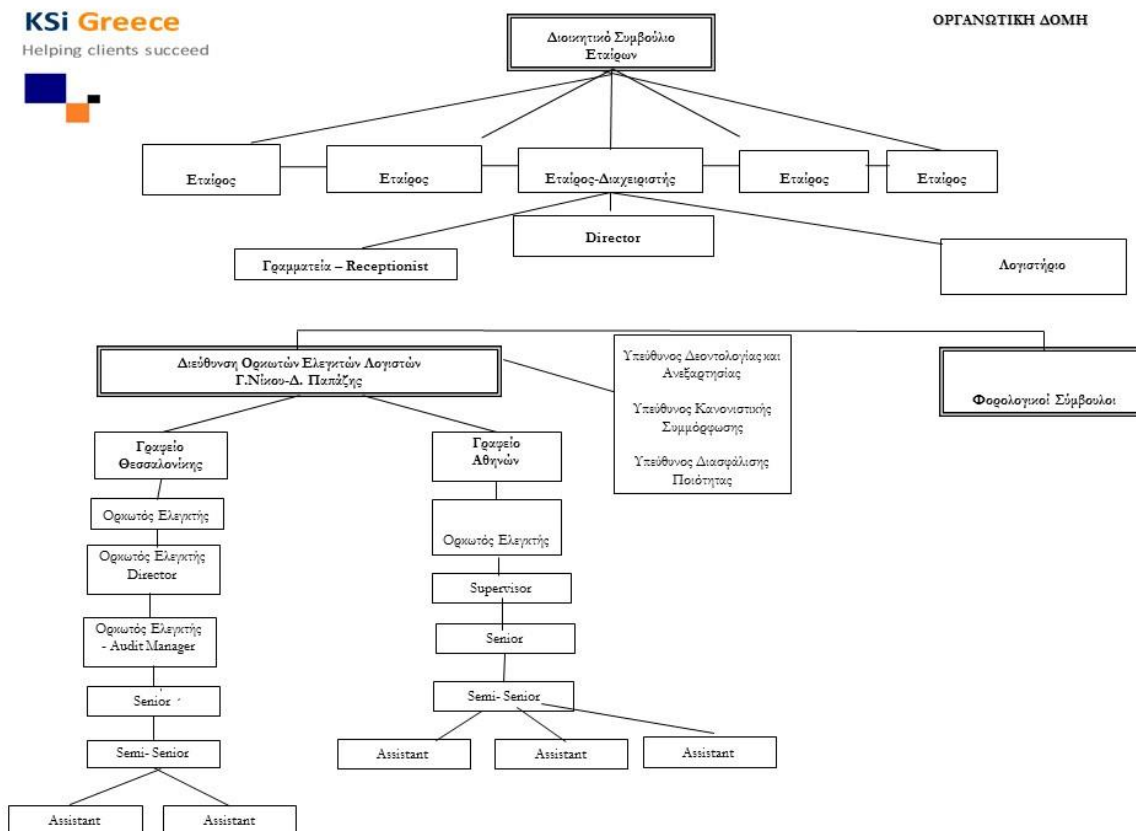 KSi Greece
Helping clients succeed
ΟΡΓΑΝΩΤΙΚΗ ΔΟΜΗ
Διοικητικό Συμβούλιο
Εταίρων
Εταίρος
Εταίρος
Εταίρος-Διαχειριστής
Εταίρος
Εταίρος
Γραμματεία – Receptionist
Director
Λογιστήριο
Διεύθυνση Ορκωτών Ελεγκτών Λογιστών
Γ.Νίκου-Δ. Παπάζης
Υπεύθυνος Δεοντολογίας και
Ανεξαρτησίας
Υπεύθυνος Κανονιστικής
Συμμόρφωσης
Υπεύθυνος Διασφάλισης
Ποιότητας
Φορολογικοί Σύμβουλοι
Γραφείο
Θεσσαλονίκης
Ορκωτός Ελεγκτής
Ορκωτός Ελεγκτής
Director
Ορκωτός Ελεγκτής
- Audit Manager
Senior
Semi- Senior
Assistant
Assistant
Γραφείο
Αθηνών
Ορκωτός Ελεγκτής
Supervisor
Senior
Semi- Senior
Assistant
Assistant
Assistant